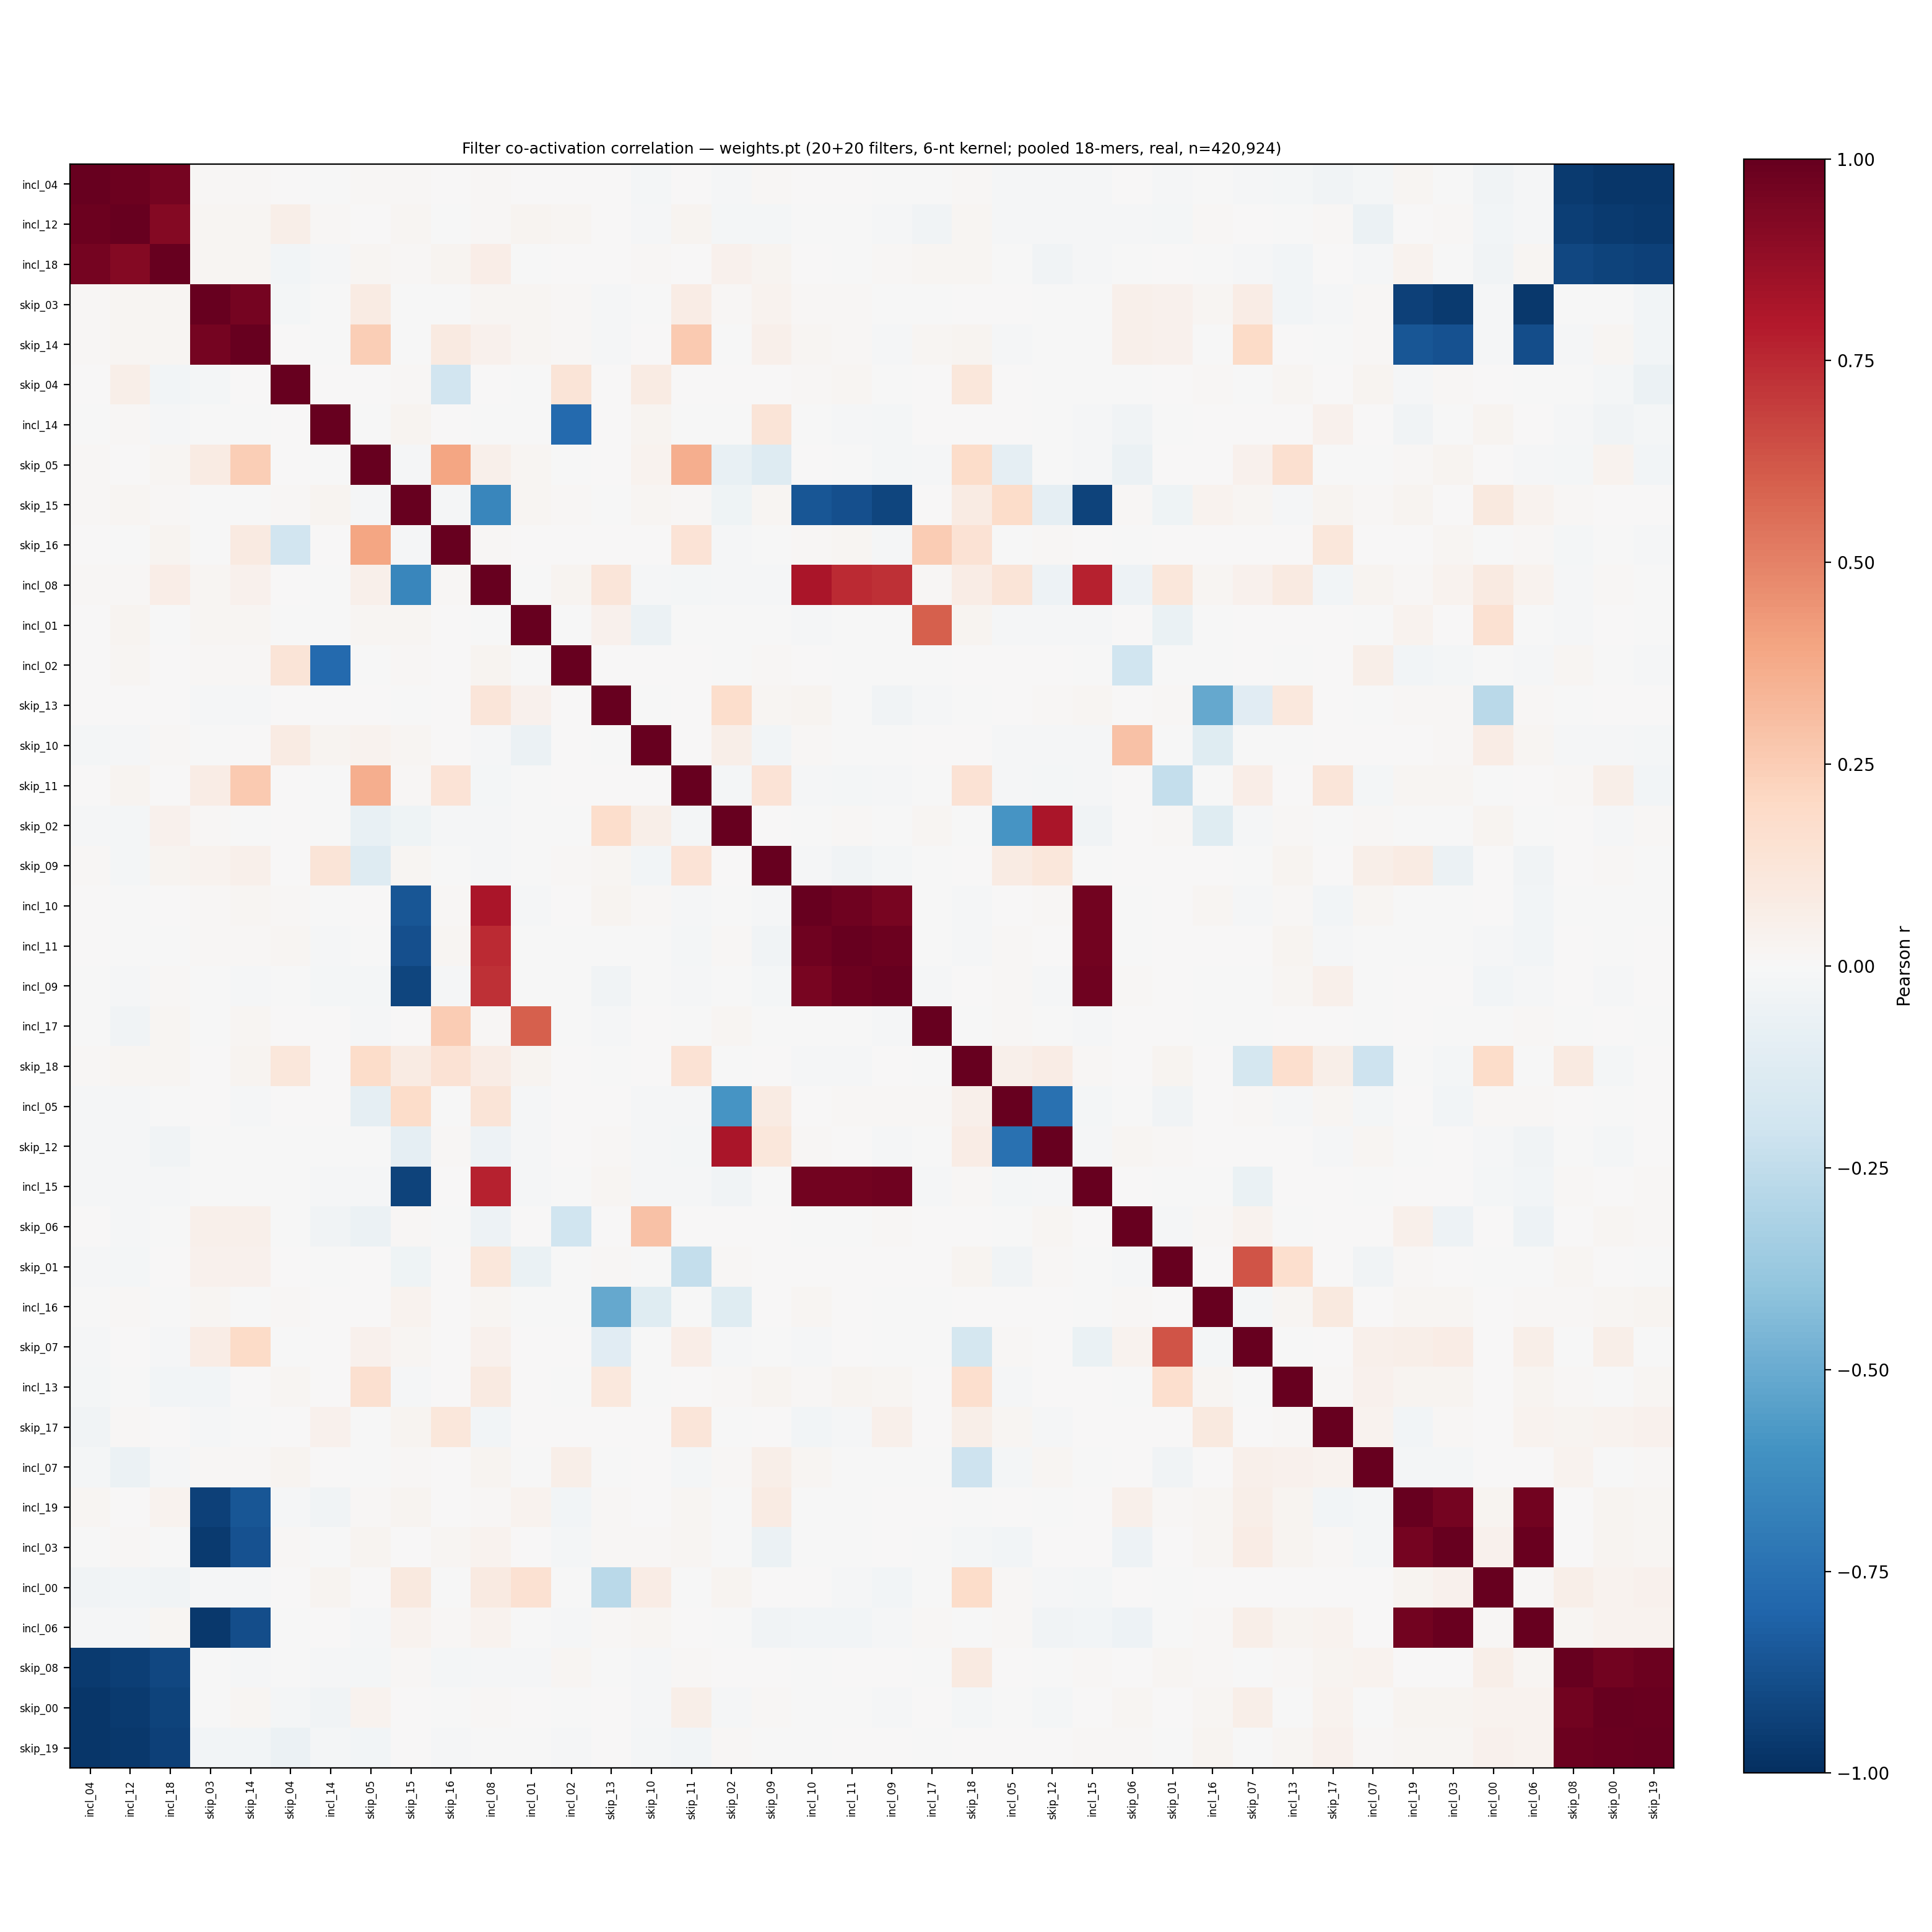 Filter co-activation correlation — weights.pt (20+20 filters, 6-nt kernel; pooled 18-mers, real, n=420,924)
incl_04
incl_12
incl_18
skip_03
skip_14
skip_04
incl_14
skip_05
skip_15
skip_16
incl_08
incl_01
incl_02
skip_13
skip_10
skip_11
skip_02
skip_09
incl_10
incl_11
incl_09
incl_17
skip_18
incl_05
skip_12
incl_15
skip_06
skip_01
incl_16
skip_07
incl_13
skip_17
incl_07
incl_19
incl_03
incl_00
incl_06
skip_08
skip_00
skip_19
incl_04
incl_12
incl_18
skip_03
skip_14
skip_04
incl_14
skip_05
skip_15
skip_16
incl_08
incl_01
incl_02
skip_13
skip_10
skip_11
skip_02
skip_09
incl_10
incl_11
incl_09
incl_17
skip_18
incl_05
skip_12
incl_15
skip_06
skip_01
incl_16
skip_07
incl_13
skip_17
incl_07
incl_19
incl_03
incl_00
incl_06
skip_08
skip_00
skip_19
1.00
0.75
0.50
0.25
0.00
−0.25
−0.50
−0.75
−1.00
Pearson r